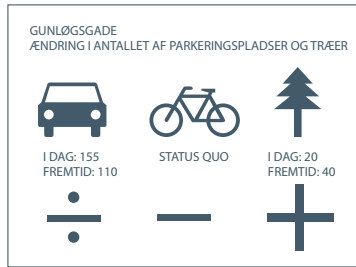 GUNLØGSGADE
ÆNDRING I ANTALLET AF PARKERINGSPLADSER OG TRÆER
I DAG: 155
FREMTID: 110
STATUS QUO
I DAG: 20
FREMTID: 40